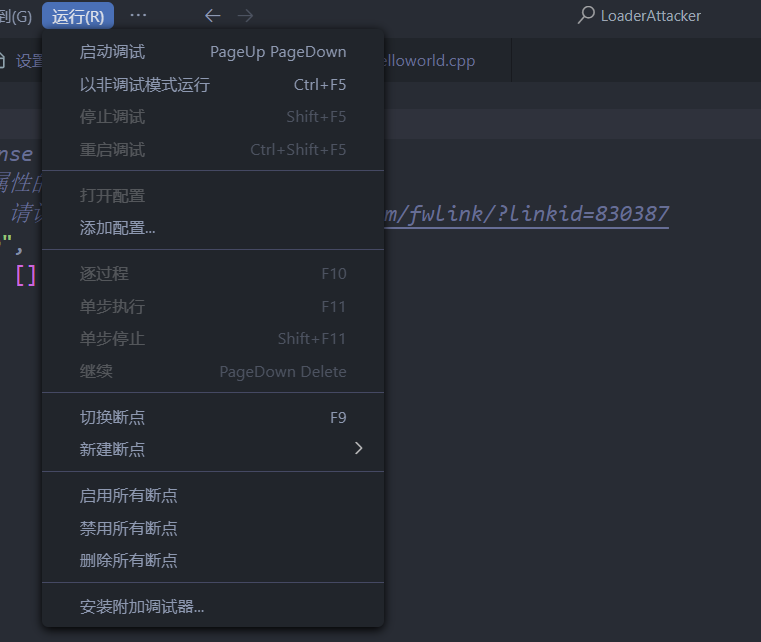 到(G) 运行(R) ··· LoaderAttacker
设置 elloworld.cpp
启动调试 PageUp PageDown
以非调试模式运行 Ctrl+F5
停止调试 Shift+F5
重启调试 Ctrl+Shift+F5
nse
属性的
打开配置
请 m/fwlink/?linkid=830387
添加配置...
",
[]
逐过程 F10
单步执行 F11
单步停止 Shift+F11
继续 PageDown Delete
切换断点 F9
新建断点
启用所有断点
禁用所有断点
删除所有断点
安装附加调试器...